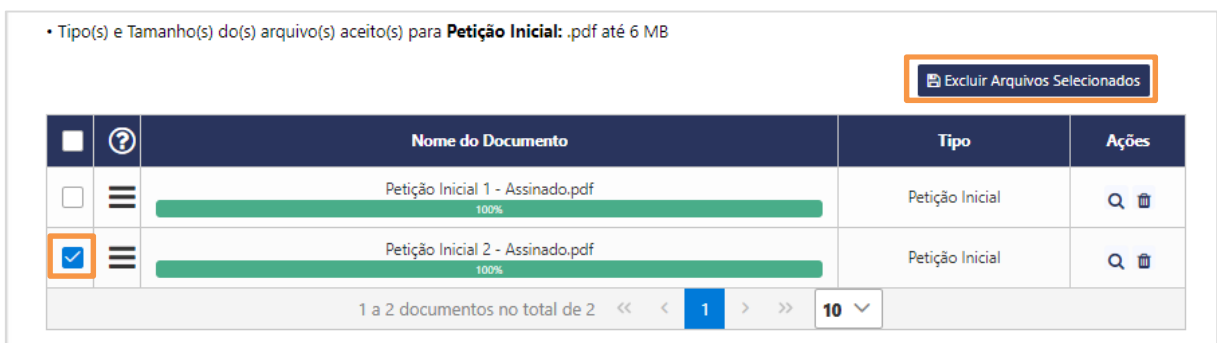 • Tipo(s) e Tamanho(s) do(s) arquivo(s) aceito(s) para Petição Inicial: .pdf até 6 MB
Excluir Arquivos Selecionados
? Nome do Documento Tipo Ações
Petição Inicial 1 - Assinado.pdf Petição Inicial
100%
Petição Inicial 2 - Assinado.pdf Petição Inicial
100%
1 a 2 documentos no total de 2 << < 1 > >> 10